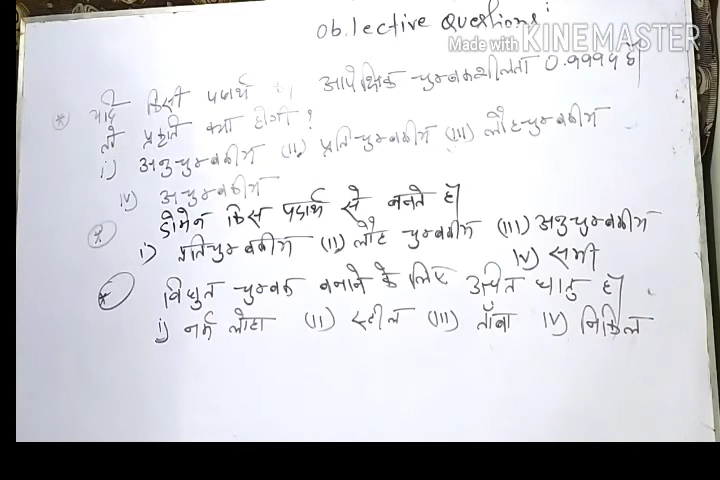 Objective Questions:
Made with KINEMASTER
* यदि किसी पदार्थ आपेक्षिक चुम्बकशीलता 0.99994 है।
तो प्रकृति क्या होगी?
i) अनुचुम्बकीय (ii) प्रतिचुम्बकीय (iii) लौहचुम्बकीय
iv) अचुम्बकीय
* डोमेन किस पदार्थ से बनते है।
i) प्रतिचुम्बकीय (ii) लौह चुम्बकीय (iii) अनुचुम्बकीय
iv) सभी
* विधुत चुम्बक बनाने के लिए उचित धातु है।
i) नर्म लोहा (ii) स्टील (iii) ताँबा iv) निकिल